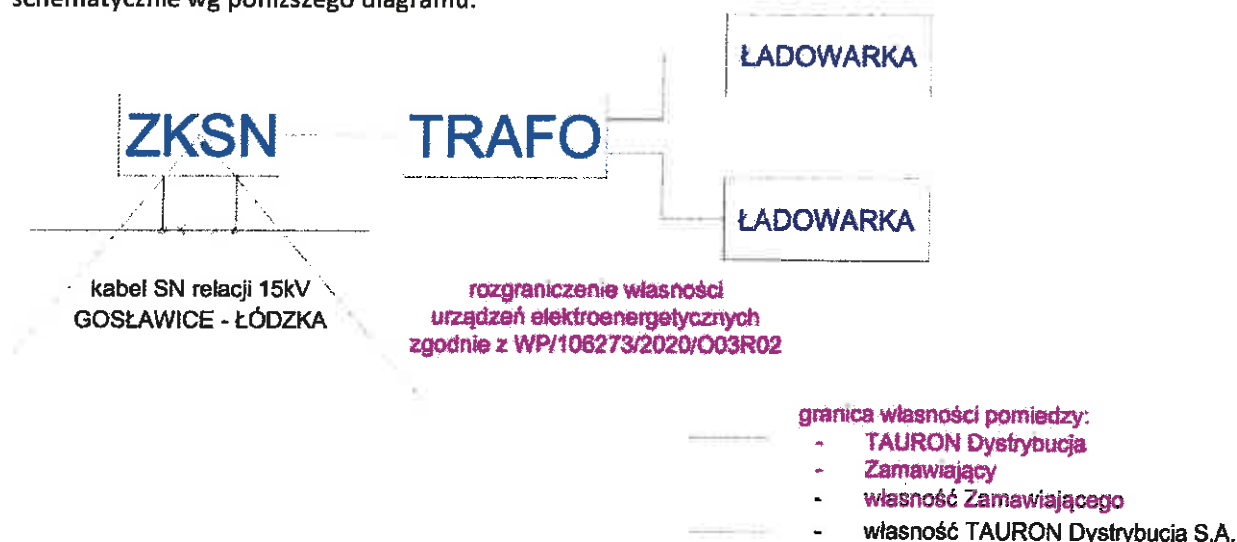 schematycznie wg poniższego diagramu:
ŁADOWARKA
ZKSN
TRAFO
ŁADOWARKA
kabel SN relacji 15kV
GOSŁAWICE - ŁÓDZKA
rozgraniczenie własności
urządzeń elektroenergetycznych
zgodnie z WP/106273/2020/O03R02
granica własności pomiedzy:
- TAURON Dystrybucja
- Zamawiający
- własność Zamawiającego
- własność TAURON Dystrybucja S.A.